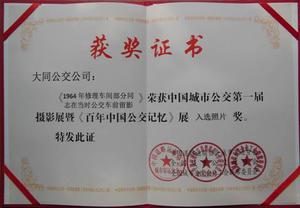 获奖证书
大同公交公司：
《1964年修理车间部分同志在当时公交车前留影》荣获中国城市公交第一届
摄影展暨《百年中国公交记忆》展 入选照片 奖。
特发此证